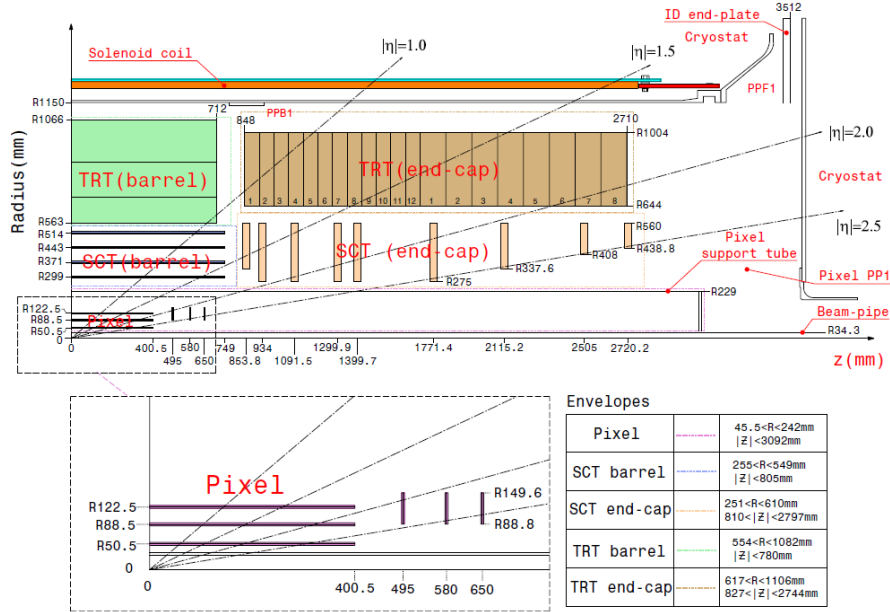 3512
ID end-plate
Cryostat
Solenoid coil
|η|=1.0
|η|=1.5
PPF1
R1150
712
PPB1
R1066
848
2710
R1004
TRT(barrel)
TRT(end-cap)
|η|=2.0
Radius(mm)
Cryostat
1 2 3 4 5 6 7 8 9 10 11 12 1 2 3 4 5 6 7 8
R644
R563
R560
R514
R443
R438.8
SCT(barrel)
SCT (end-cap)
R408
|η|=2.5
R371
R337.6
Pixel
support tube
R299
R275
Pixel PP1
R229
R122.5
R88.5
Pixel
R50.5
Beam-pipe
R34.3
0
0
400.5
580
749
934
1299.9
1771.4
2115.2
2505
2720.2
495
650
853.8
1091.5
1399.7
z(mm)
Pixel
R122.5
R149.6
R88.5
R88.8
R50.5
0
0
400.5
495
580
650
Envelopes
Pixel
45.5<R<242mm
|Z|<3092mm
SCT barrel
255<R<549mm
|Z|<805mm
SCT end-cap
251<R<610mm
810<|Z|<2797mm
TRT barrel
554<R<1082mm
|Z|<780mm
TRT end-cap
617<R<1106mm
827<|Z|<2744mm